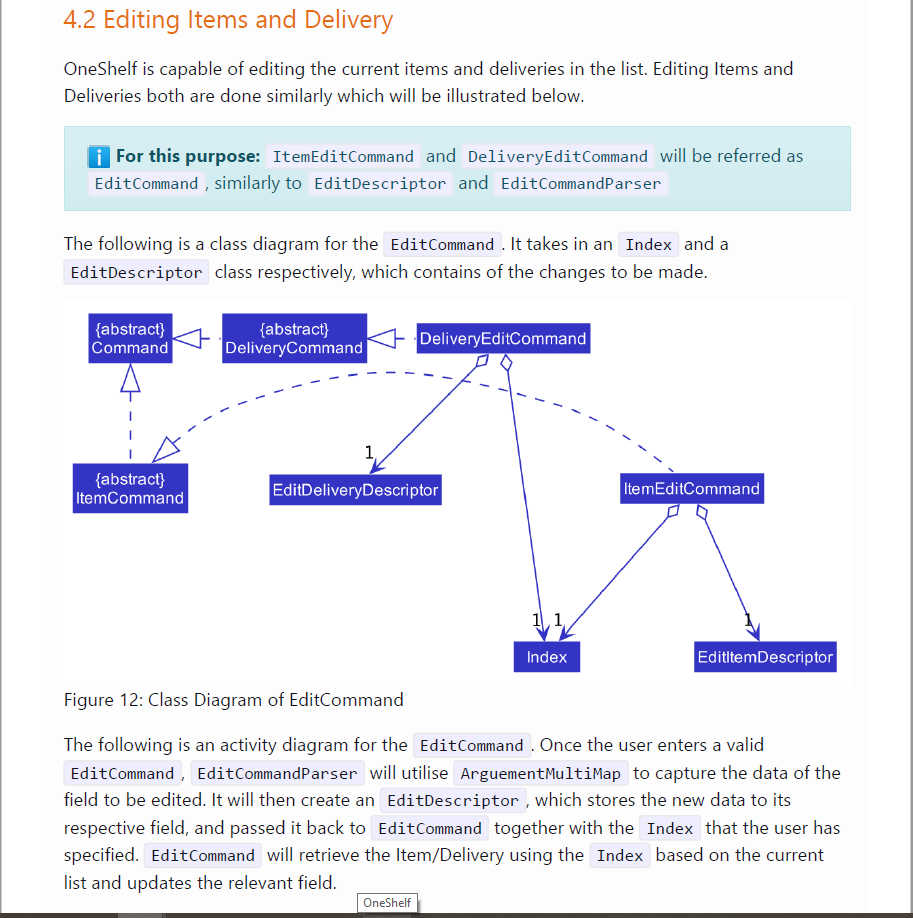 4.2 Editing Items and Delivery
OneShelf is capable of editing the current items and deliveries in the list. Editing Items and
Deliveries both are done similarly which will be illustrated below.
i For this purpose: ItemEditCommand and DeliveryEditCommand will be referred as
EditCommand , similarly to EditDescriptor and EditCommandParser
The following is a class diagram for the EditCommand . It takes in an Index and a
EditDescriptor class respectively, which contains of the changes to be made.
{abstract}
Command
{abstract}
DeliveryCommand
DeliveryEditCommand
1
{abstract}
ItemCommand
EditDeliveryDescriptor
ItemEditCommand
1
1
1
Index
EditItemDescriptor
Figure 12: Class Diagram of EditCommand
The following is an activity diagram for the EditCommand . Once the user enters a valid
EditCommand , EditCommandParser will utilise ArguementMultiMap to capture the data of the
field to be edited. It will then create an EditDescriptor , which stores the new data to its
respective field, and passed it back to EditCommand together with the Index that the user has
specified. EditCommand will retrieve the Item/Delivery using the Index based on the current
list and updates the relevant field.
OneShelf